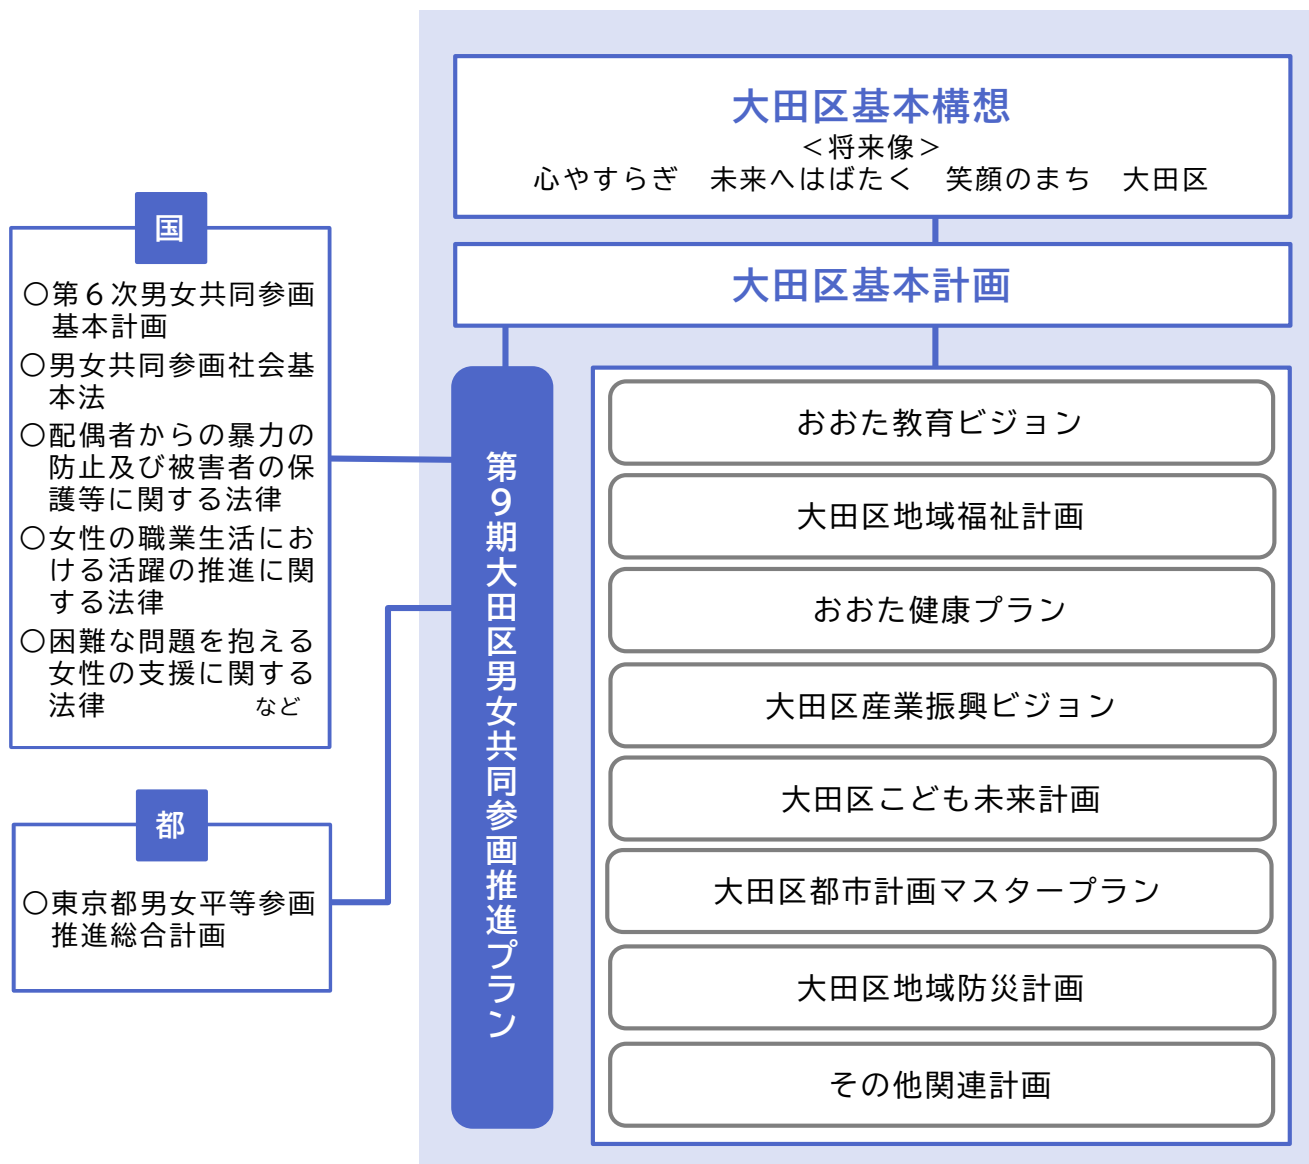 大田区基本構想
＜将来像＞
心やすらぎ　未来へはばたく　笑顔のまち　大田区
大田区基本計画
国
〇第６次男女共同参画
基本計画
〇男女共同参画社会基
本法
〇配偶者からの暴力の
防止及び被害者の保
護等に関する法律
〇女性の職業生活にお
ける活躍の推進に関
する法律
〇困難な問題を抱える
女性の支援に関する
法律　　　　　など
都
〇東京都男女平等参画
推進総合計画
第９期大田区男女共同参画推進プラン
おおた教育ビジョン
大田区地域福祉計画
おおた健康プラン
大田区産業振興ビジョン
大田区こども未来計画
大田区都市計画マスタープラン
大田区地域防災計画
その他関連計画